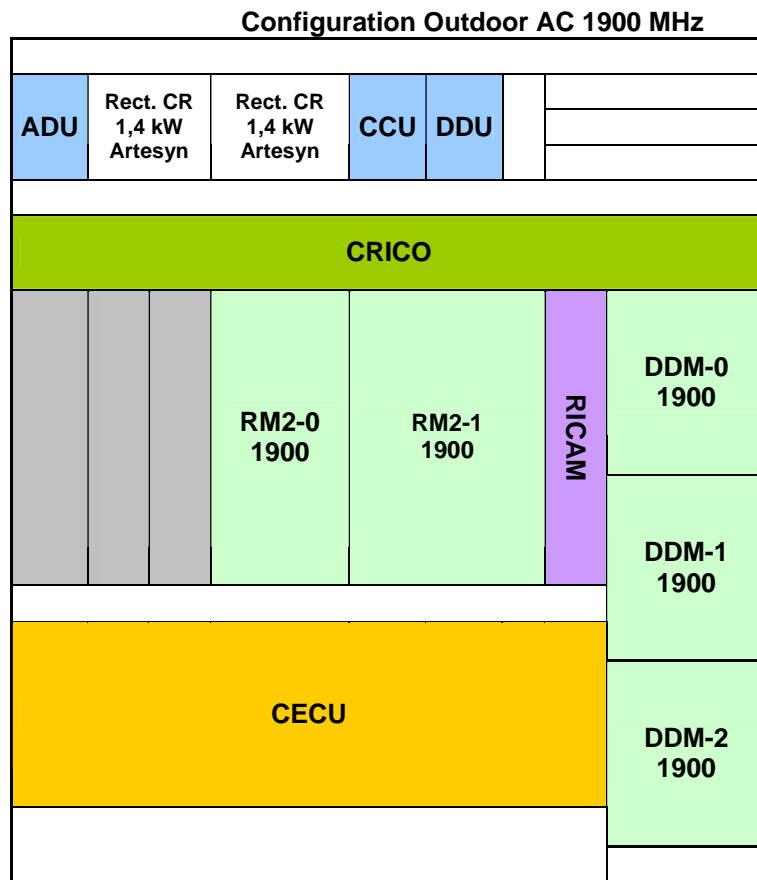 Configuration Outdoor AC 1900 MHz
ADU
Rect. CR
1,4 kW
Artesyn
Rect. CR
1,4 kW
Artesyn
CCU
DDU
CRICO
RM2-0
1900
RM2-1
1900
RICAM
DDM-0
1900
DDM-1
1900
CECU
DDM-2
1900